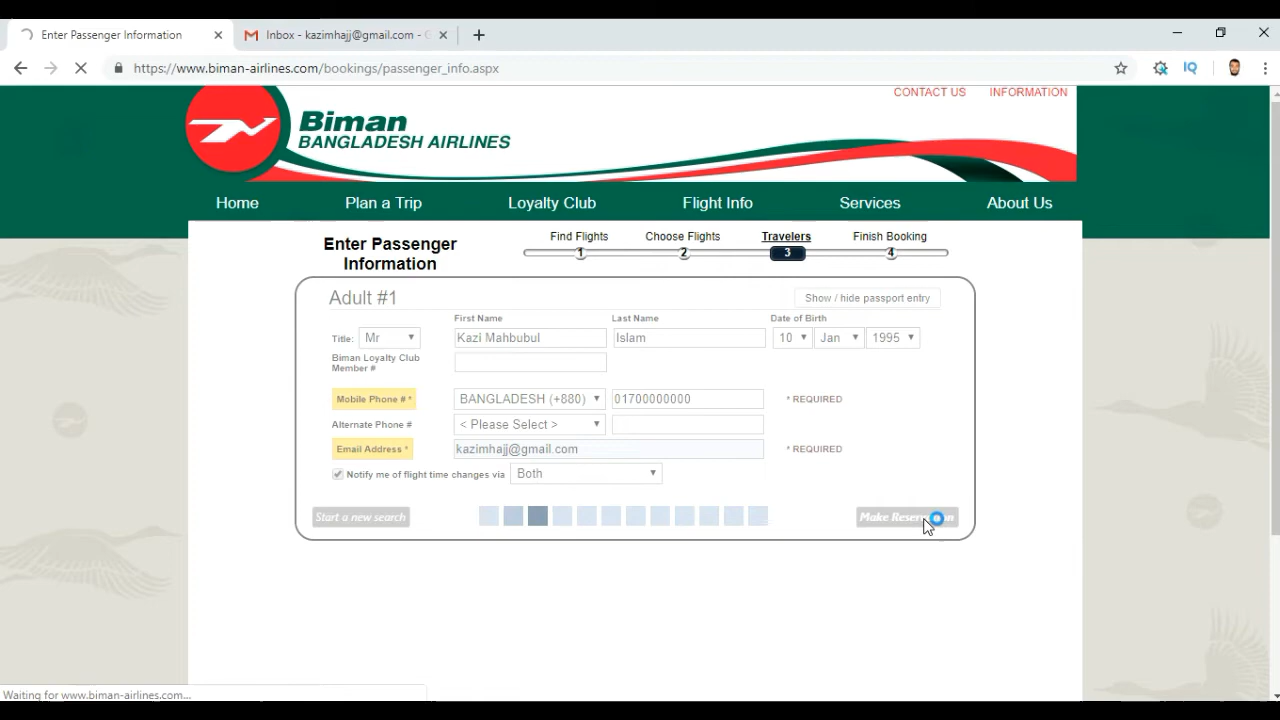 Enter Passenger Information
Inbox - kazimhajj@gmail.com -
https://www.biman-airlines.com/bookings/passenger_info.aspx
CONTACT US INFORMATION
Biman
BANGLADESH AIRLINES
Home Plan a Trip Loyalty Club Flight Info Services About Us
Enter Passenger
Information
Find Flights Choose Flights Travelers Finish Booking
1 2 3 4
Adult #1 Show / hide passport entry
First Name Last Name Date of Birth
Title: Mr Kazi Mahbubul Islam 10 Jan 1995
Biman Loyalty Club
Member #
Mobile Phone # * BANGLADESH (+880) 01700000000 * REQUIRED
Alternate Phone # < Please Select >
Email Address * kazimhajj@gmail.com * REQUIRED
Notify me of flight time changes via Both
Start a new search Make Reservation
Waiting for www.biman-airlines.com...